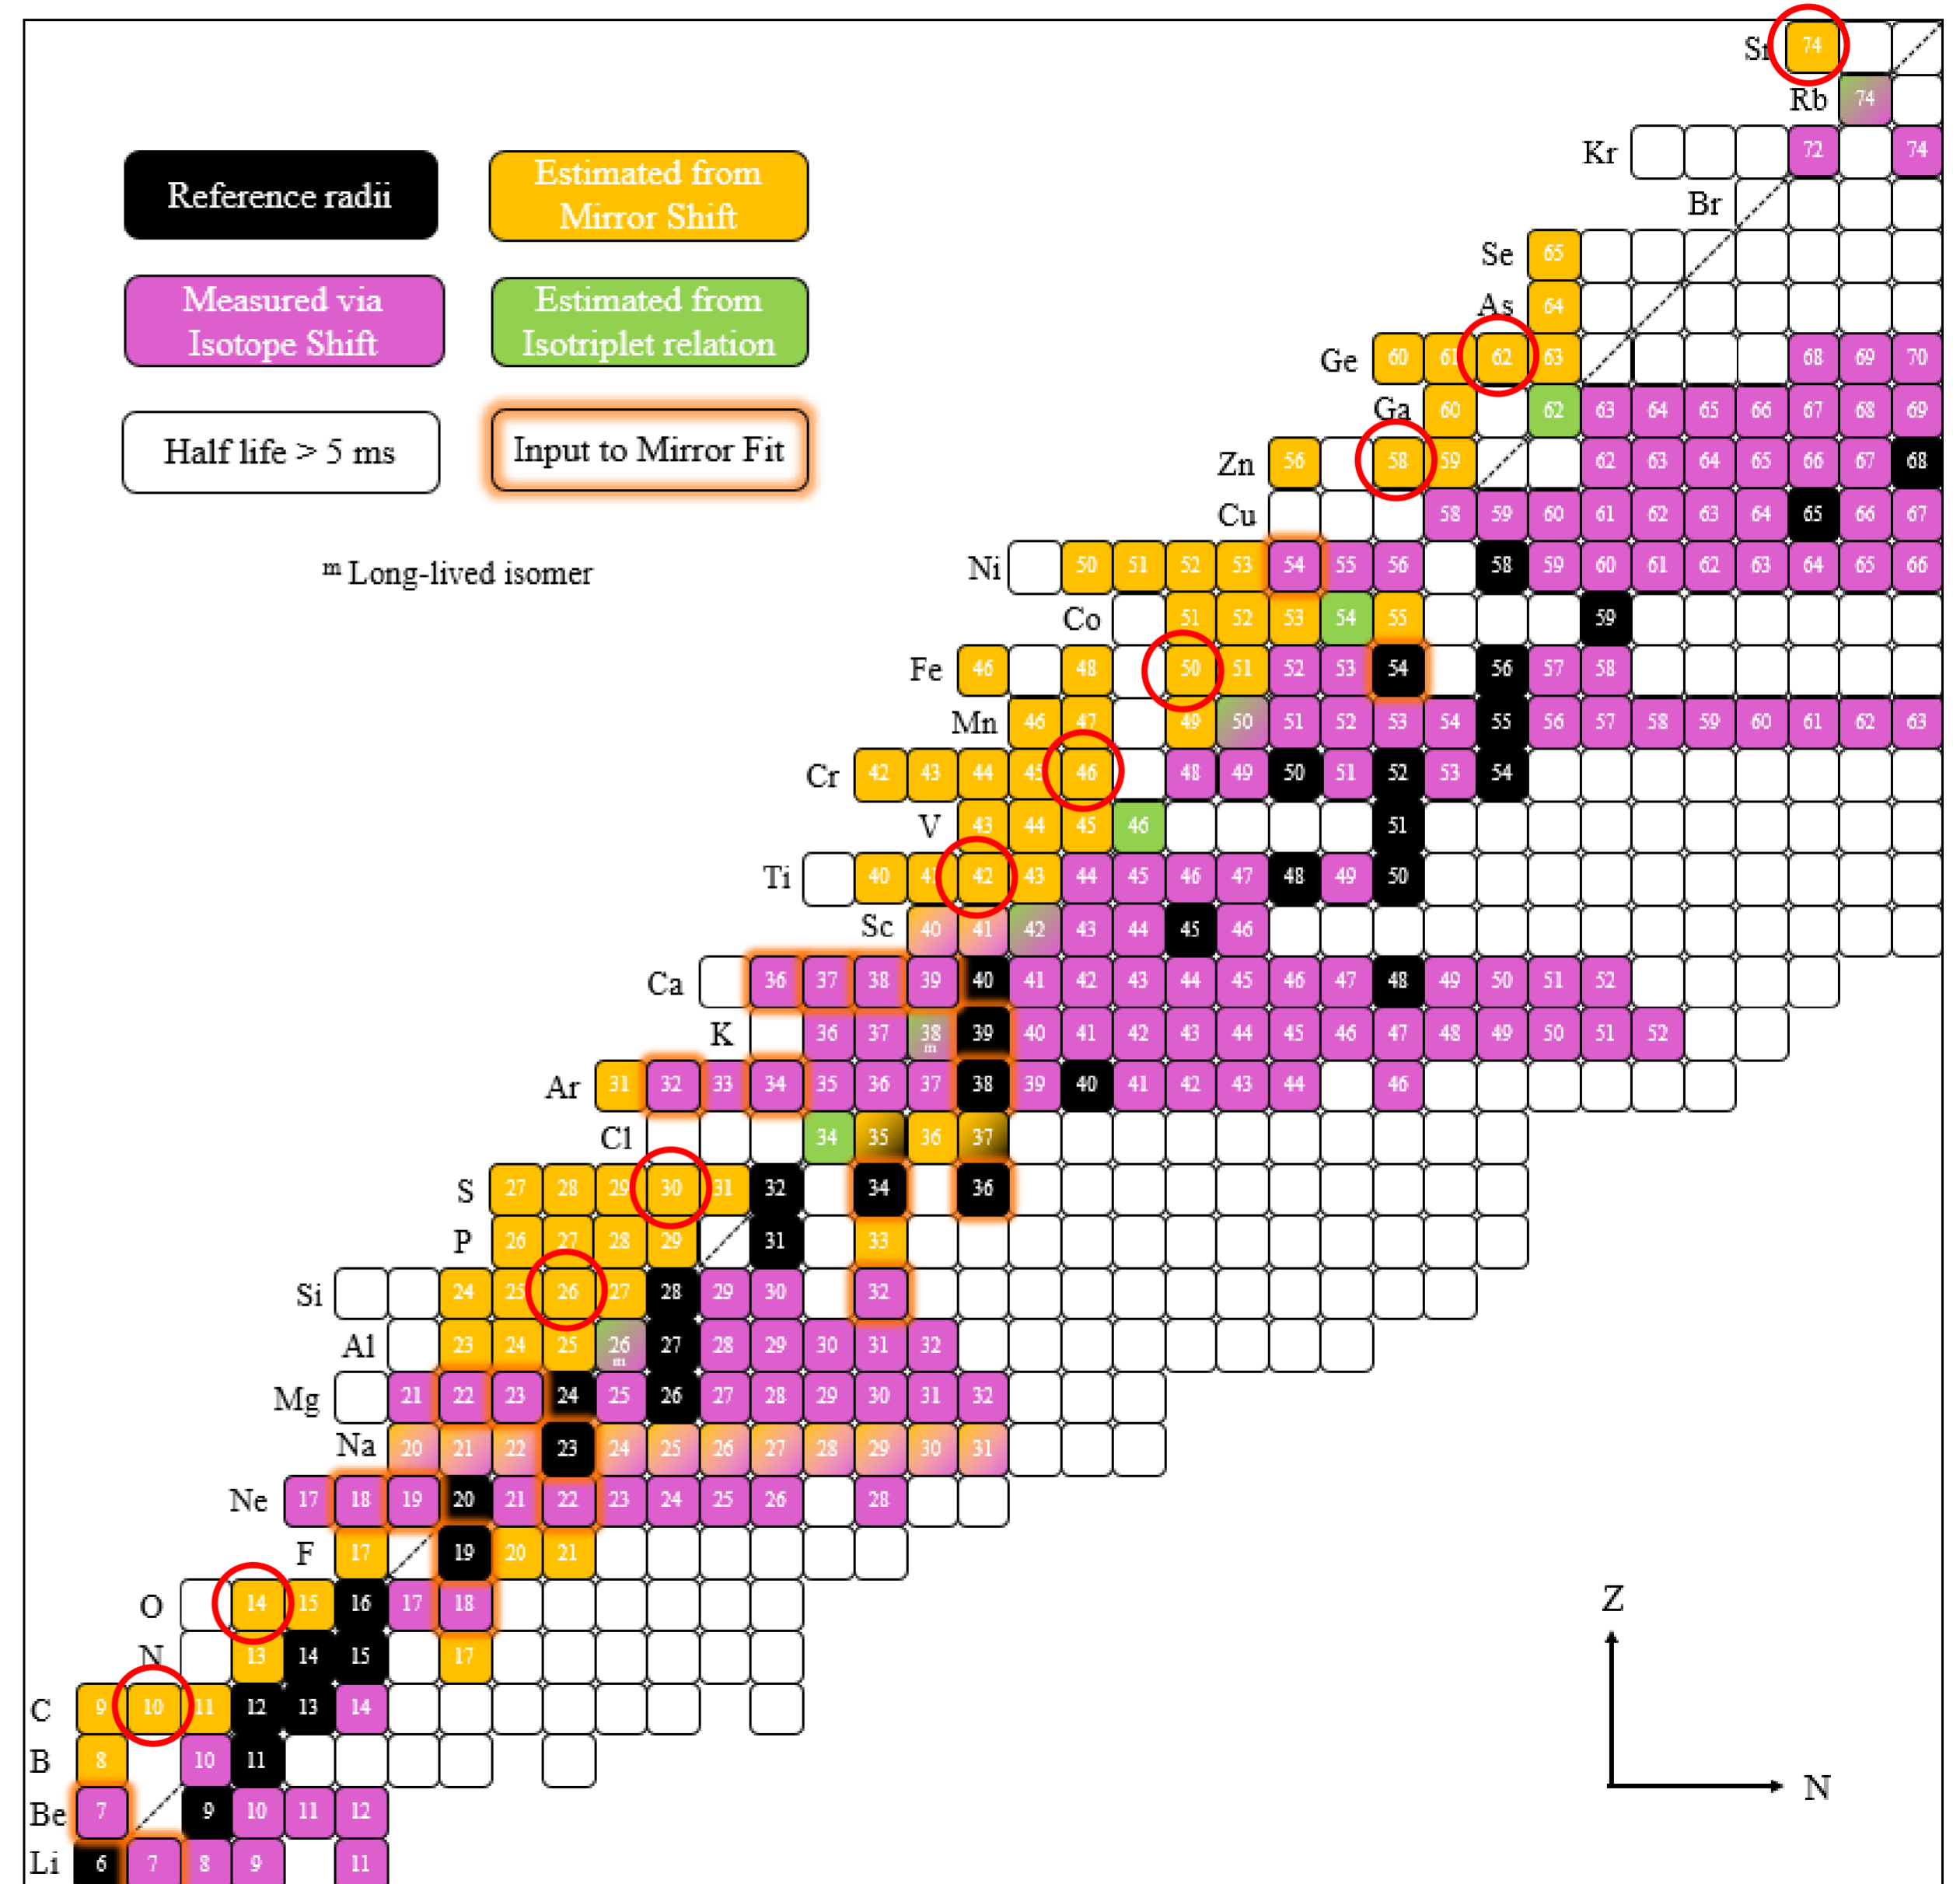 Sr 74
Rb 74
Kr 72 74
Br
Se 65
As 64
Ge 60 61 62 63 68 69 70
Ga 60 62 63 64 65 66 67 68 69
Zn 56 58 59 62 63 64 65 66 67 68
Cu 58 59 60 61 62 63 64 65 66 67
Ni 50 51 52 53 54 55 56 58 59 60 61 62 63 64 65 66
Co 51 52 53 54 55 59
Fe 46 48 50 51 52 53 54 56 57 58
Mn 46 47 49 50 51 52 53 54 55 56 57 58 59 60 61 62 63
Cr 42 43 44 45 46 48 49 50 51 52 53 54
V 43 44 45 46 51
Ti 40 41 42 43 44 45 46 47 48 49 50
Sc 40 41 42 43 44 45 46
Ca 36 37 38 39 40 41 42 43 44 45 46 47 48 49 50 51 52
K 36 37 38 m 39 40 41 42 43 44 45 46 47 48 49 50 51 52
Ar 31 32 33 34 35 36 37 38 39 40 41 42 43 44 46
Cl 34 35 36 37
S 27 28 29 30 31 32 34 36
P 26 27 28 29 31 33
Si 24 25 26 27 28 29 30 32
Al 23 24 25 26 m 27 28 29 30 31 32
Mg 21 22 23 24 25 26 27 28 29 30 31 32
Na 20 21 22 23 24 25 26 27 28 29 30 31
Ne 17 18 19 20 21 22 23 24 25 26 28
F 17 19 20 21
O 14 15 16 17 18
N 13 14 15 17
C 9 10 11 12 13 14
B 8 10 11
Be 7 9 10 11 12
Li 6 7 8 9 11
Reference radii
Estimated from
Mirror Shift
Measured via
Isotope Shift
Estimated from
Isotriplet relation
Half life > 5 ms
Input to Mirror Fit
m Long-lived isomer
Z
N